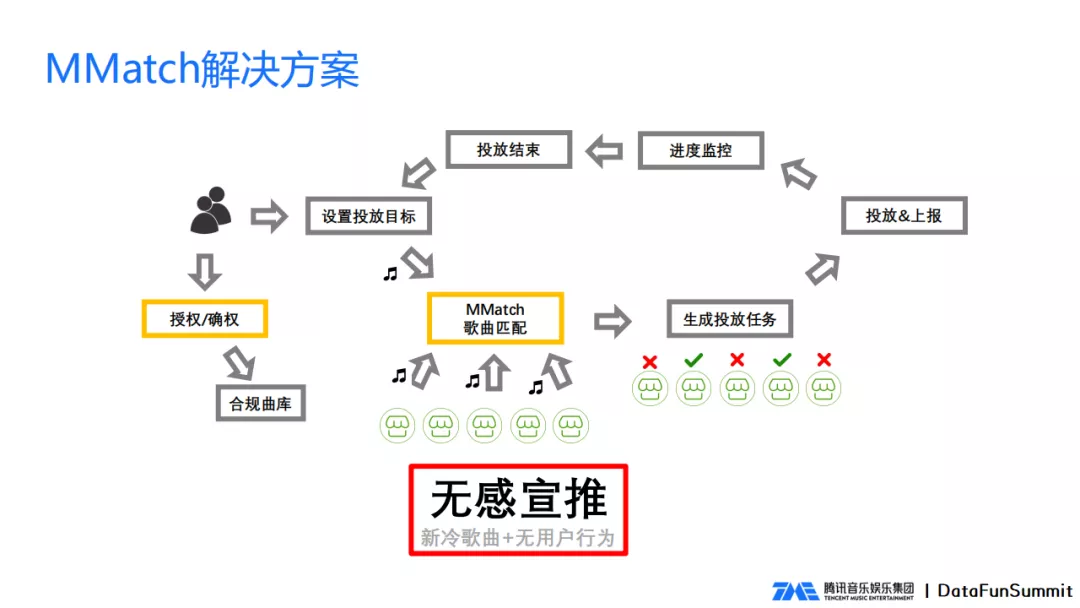 MMatch解决方案
投放结束
进度监控
设置投放目标
投放&上报
授权/确权
MMatch
歌曲匹配
生成投放任务
合规曲库
无感宣推
新冷歌曲+无用户行为
TME 腾讯音乐娱乐集团
TENCENT MUSIC ENTERTAINMENT
| DataFunSummit